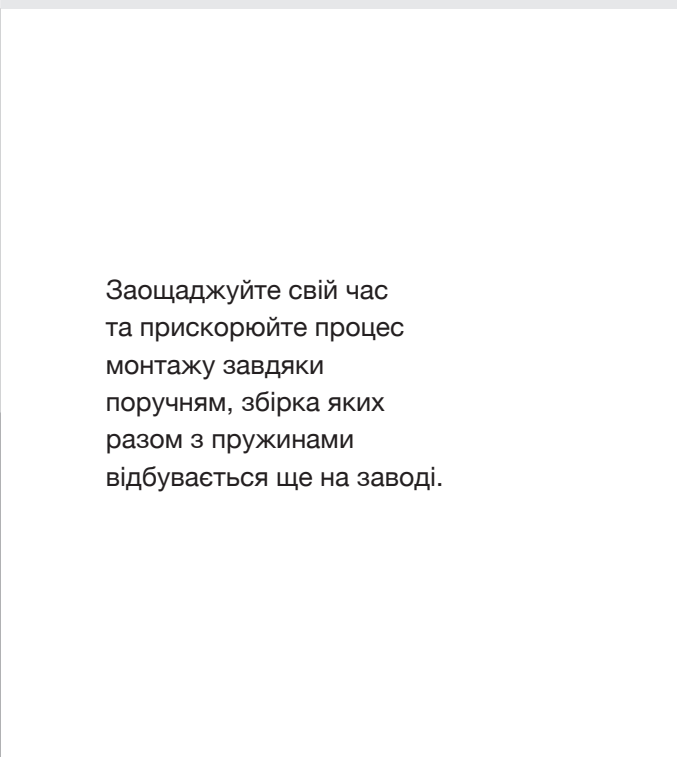 Заощаджуйте свій час
та прискорюйте процес
монтажу завдяки
поручням, збірка яких
разом з пружинами
відбувається ще на заводі.